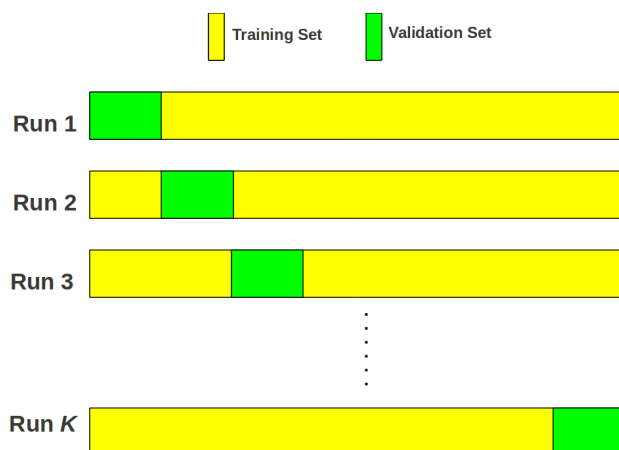 Training Set
Validation Set
Run 1
Run 2
Run 3
Run K